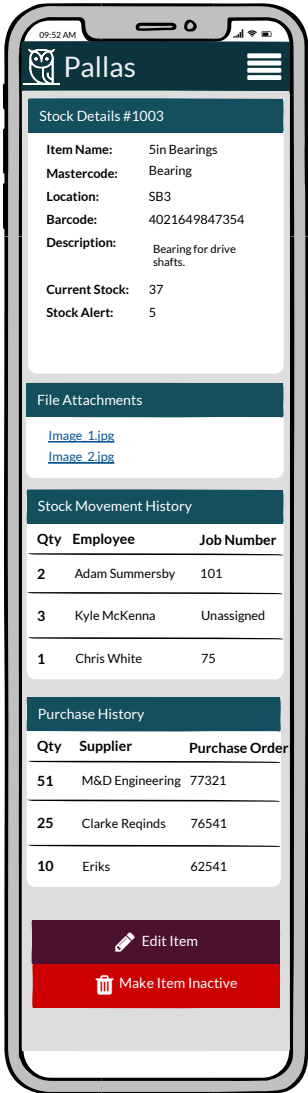 09:52 AM
Pallas
Stock Details #1003
Item Name: 5in Bearings
Mastercode: Bearing
Location: SB3
Barcode: 4021649847354
Description: Bearing for drive
shafts.
Current Stock: 37
Stock Alert: 5
File Attachments
Image_1.jpg
Image_2.jpg
Stock Movement History
Qty Employee Job Number
2 Adam Summersby 101
3 Kyle McKenna Unassigned
1 Chris White 75
Purchase History
Qty Supplier Purchase Order
51 M&D Engineering 77321
25 Clarke Reqinds 76541
10 Eriks 62541
Edit Item
Make Item Inactive